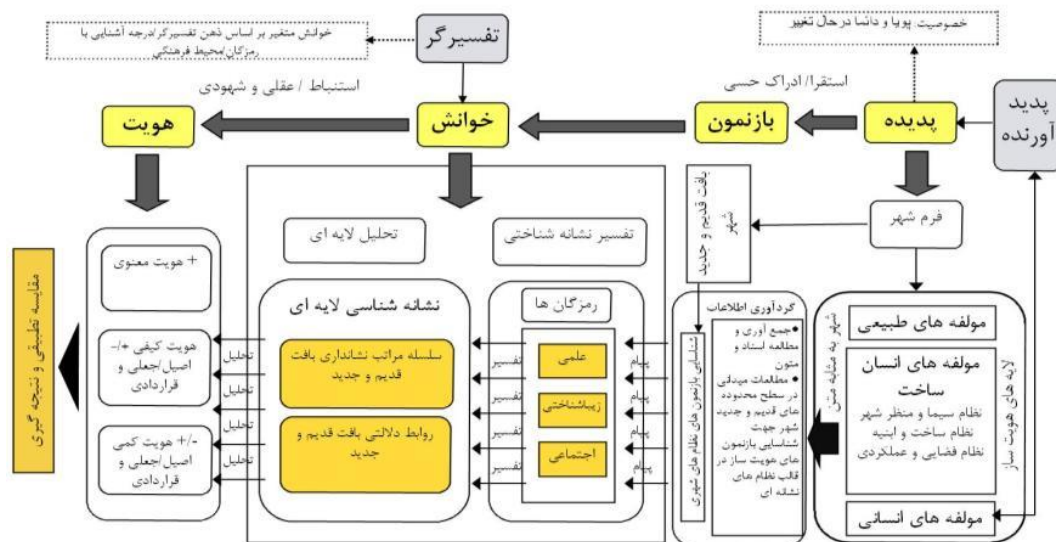 خصوصیت: پویا و دائما در حال تغییر
تفسیرگر
خوانش متغیر بر اساس ذهن تفسیرگر/درجه آشنایی با
رمزگان/محیط فرهنگی
پدید
آورنده
استقرا/ ادراک حسی
استنباط / عقلی و شهودی
پدیده
بازنمون
خوانش
هویت
فرم شهر
بافت قدیم و جدید
شهر
تفسیر نشانه شناختی
تحلیل لایه ای
لایه های هویت ساز
شهر به مثابه متن
مولفه های طبیعی
مولفه های انسان
ساخت
نظام سیما و منظر شهر
نظام ساخت و ابنیه
نظام فضایی و عملکردی
مولفه های انسانی
گردآوری اطلاعات
●جمع آوری و
مطالعه اسناد و
متون
● مطالعات میدانی
در سطح محدوده
های قدیم و جدید
شهر جهت
شناسایی بازنمون
های هویت ساز در
قالب نظام های
نشانه ای
شناسایی بازنمون های نظام های شهری
پیام
پیام
پیام
پیام
رمزگان ها
علمی
زیباشناختی
اجتماعی
تفسیر
تفسیر
تفسیر
تفسیر
نشانه شناسی لایه ای
سلسله مراتب نشانداری بافت
قدیم و جدید
روابط دلالتی بافت قدیم و
جدید
تحلیل
تحلیل
تحلیل
تحلیل
+ هویت معنوی
هویت کیفی +/-
اصیل/جعلی و
قراردادی
+/- هویت کمی
اصیل/جعلی و
قراردادی
مقایسه تطبیقی و نتیجه گیری